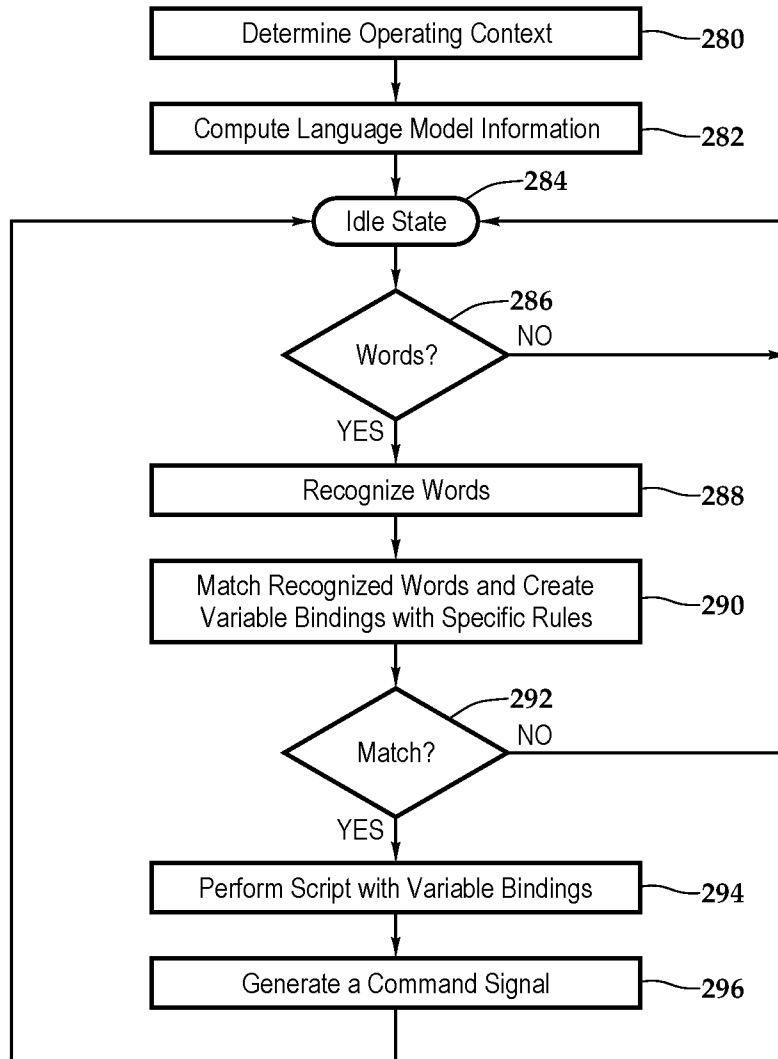 Determine Operating Context
280
Compute Language Model Information
282
284
Idle State
286
Words?
NO
YES
Recognize Words
288
Match Recognized Words and Create
Variable Bindings with Specific Rules
290
292
Match?
NO
YES
Perform Script with Variable Bindings
294
Generate a Command Signal
296